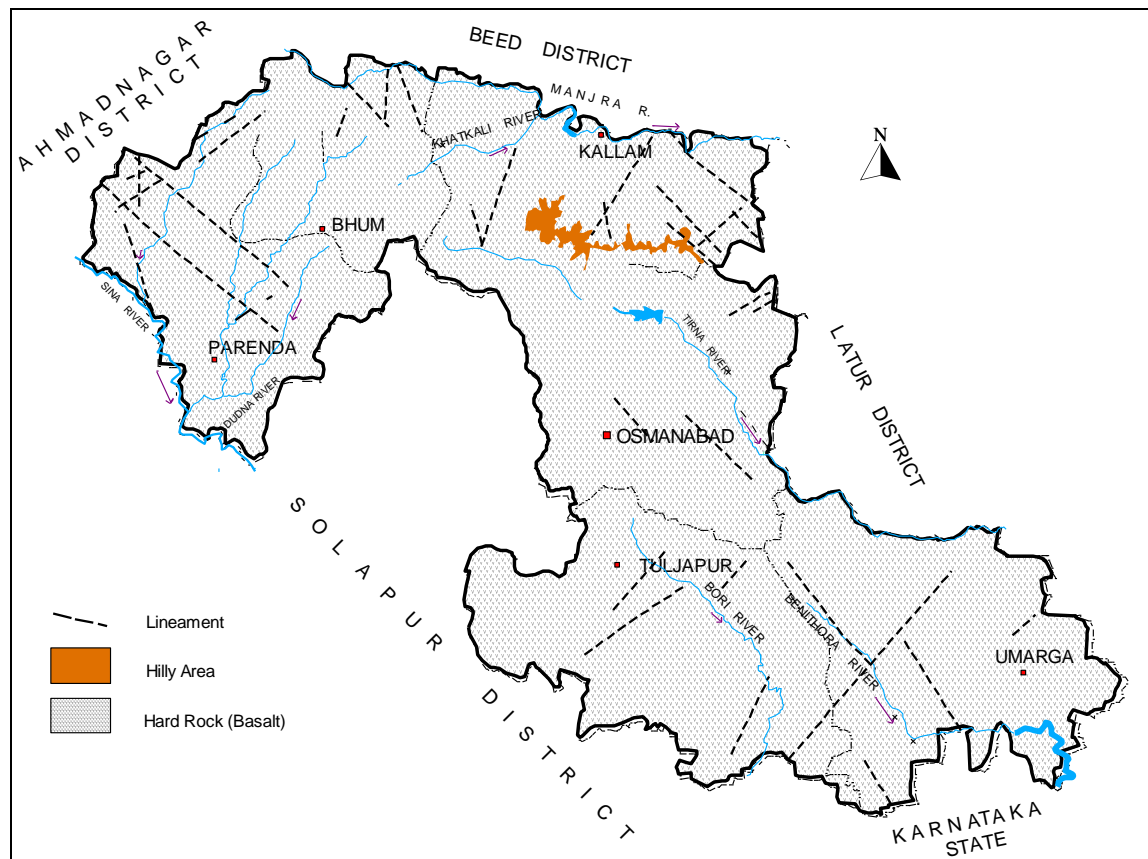 AHMADNAGAR
DISTRICT
BEED DISTRICT
MANJRA R.
KHATKALI RIVER
KALLAM
N
BHUM
SINA RIVER
PARENDA
DUDNA RIVER
TIRNA RIVER
LATUR DISTRICT
OSMANABAD
SOLAPUR DISTRICT
TULJAPUR
BORI RIVER
BENITHORA RIVER
UMARGA
Lineament
Hilly Area
Hard Rock (Basalt)
KARNATAKA
STATE